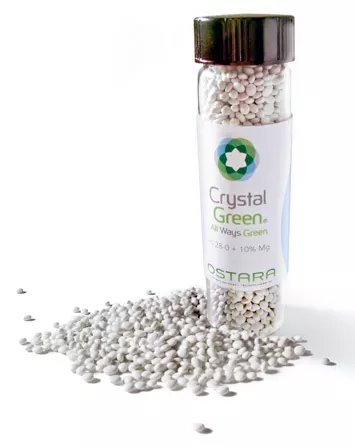 Crystal
Green®
All Ways Green
-28-0 + 10% Mg
OSTARA